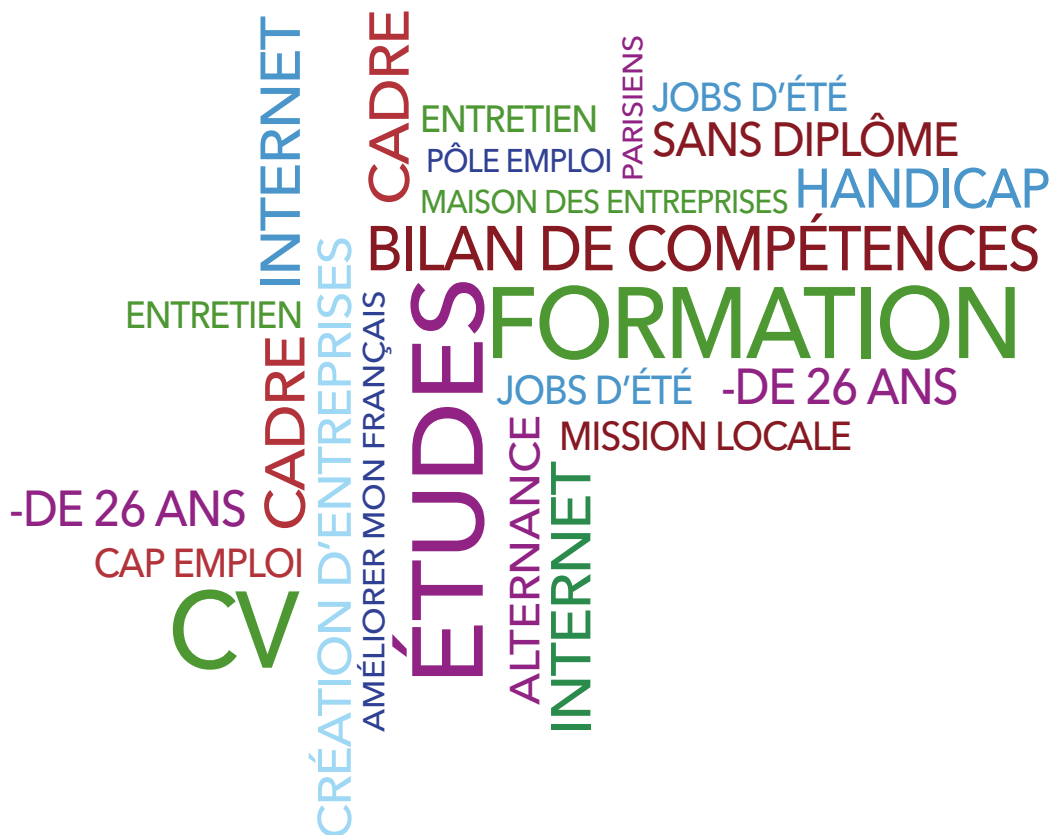 INTERNET
CADRE
ENTRETIEN
PÔLE EMPLOI
PARISIENS
JOBS D'ÉTÉ
SANS DIPLÔME
MAISON DES ENTREPRISES
HANDICAP
BILAN DE COMPÉTENCES
ENTRETIEN
CADRE
CRÉATION D'ENTREPRISES
AMÉLIORER MON FRANÇAIS
ÉTUDES
FORMATION
JOBS D'ÉTÉ
-DE 26 ANS
MISSION LOCALE
ALTERNANCE
INTERNET
-DE 26 ANS
CAP EMPLOI
CV